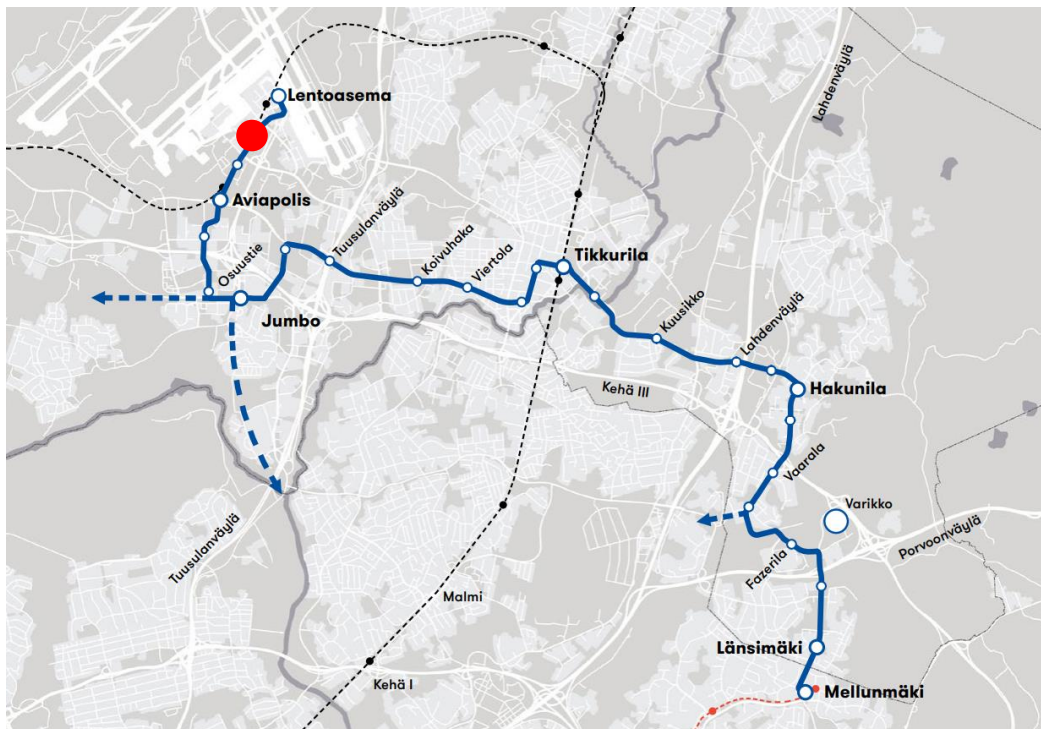 Lentoasema
Lahdenväylä
Aviapolis
Tuusulanväylä
Osuustie
Koivuhaka
Viertola
Tikkurila
Jumbo
Kuusikko
Lahdenväylä
Kehä III
Hakunila
Vaarala
Varikko
Tuusulanväylä
Fazerila
Porvoonväylä
Malmi
Länsimäki
Kehä I
Mellunmäki